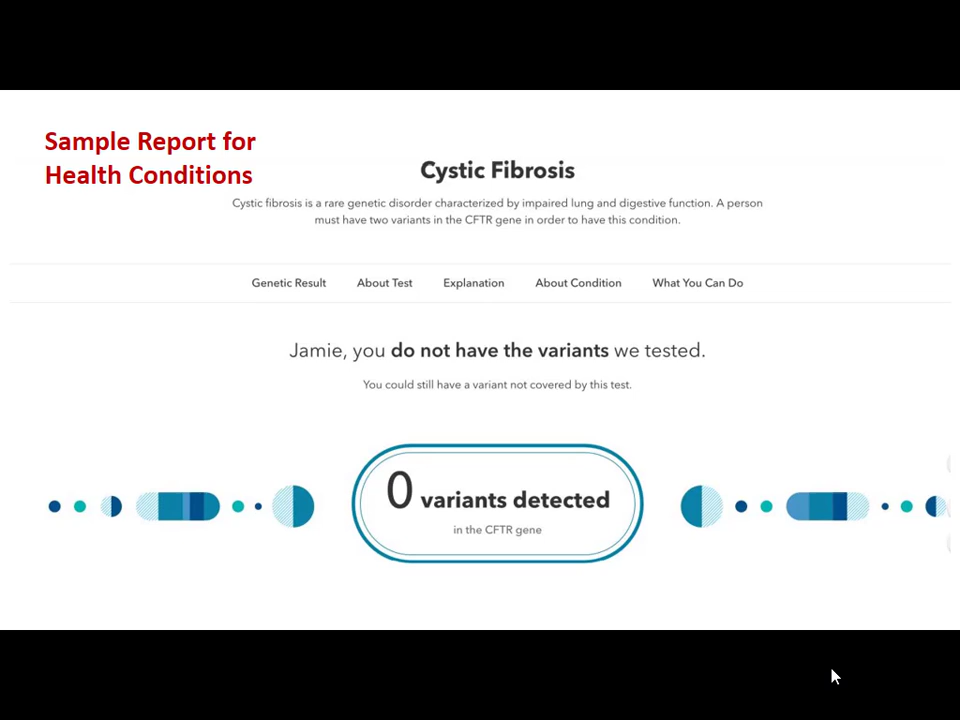 Sample Report for
Health Conditions
Cystic Fibrosis
Cystic fibrosis is a rare genetic disorder characterized by impaired lung and digestive function. A person
must have two variants in the CFTR gene in order to have this condition.
Genetic Result About Test Explanation About Condition What You Can Do
Jamie, you do not have the variants we tested.
You could still have a variant not covered by this test.
0 variants detected
in the CFTR gene